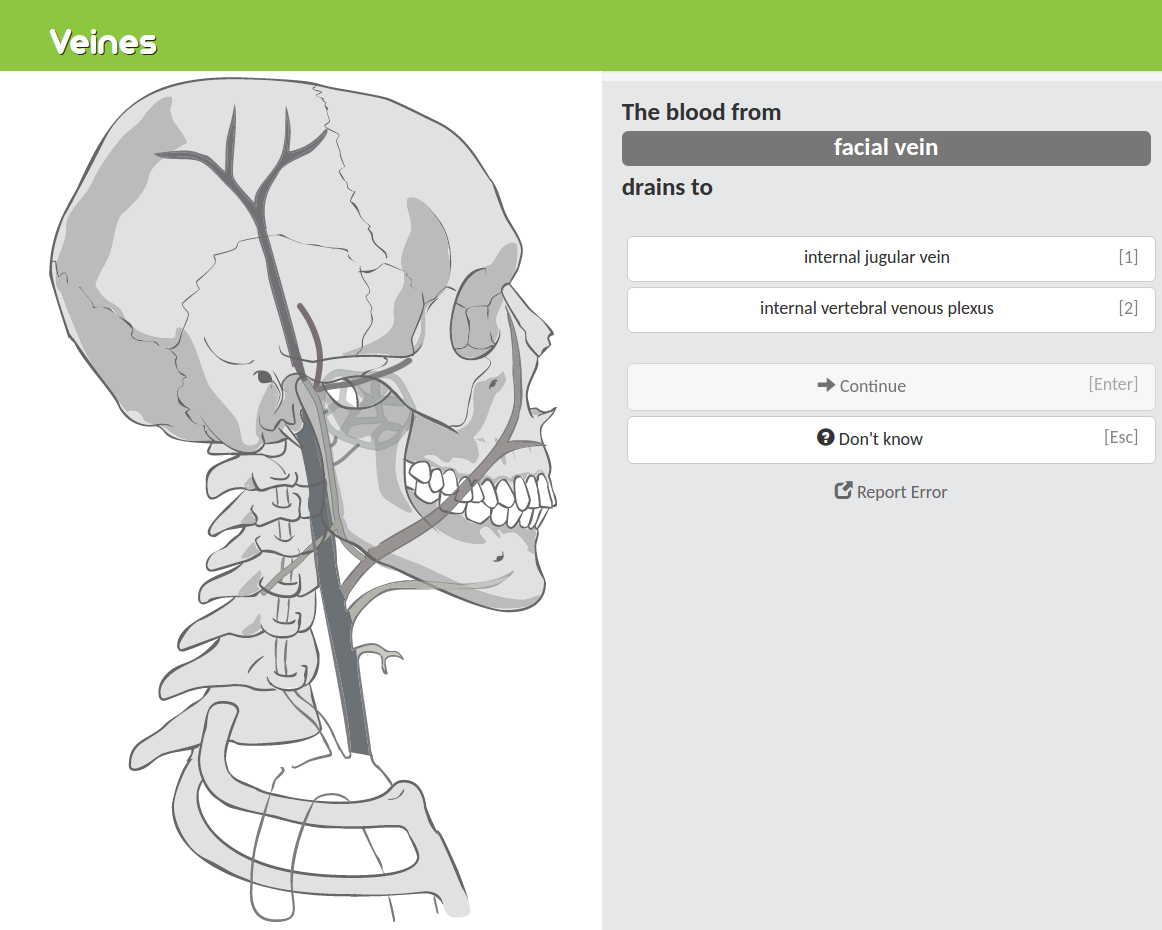 Veines
The blood from
facial vein
drains to
internal jugular vein [1]
internal vertebral venous plexus [2]
Continue [Enter]
Don't know [Esc]
Report Error